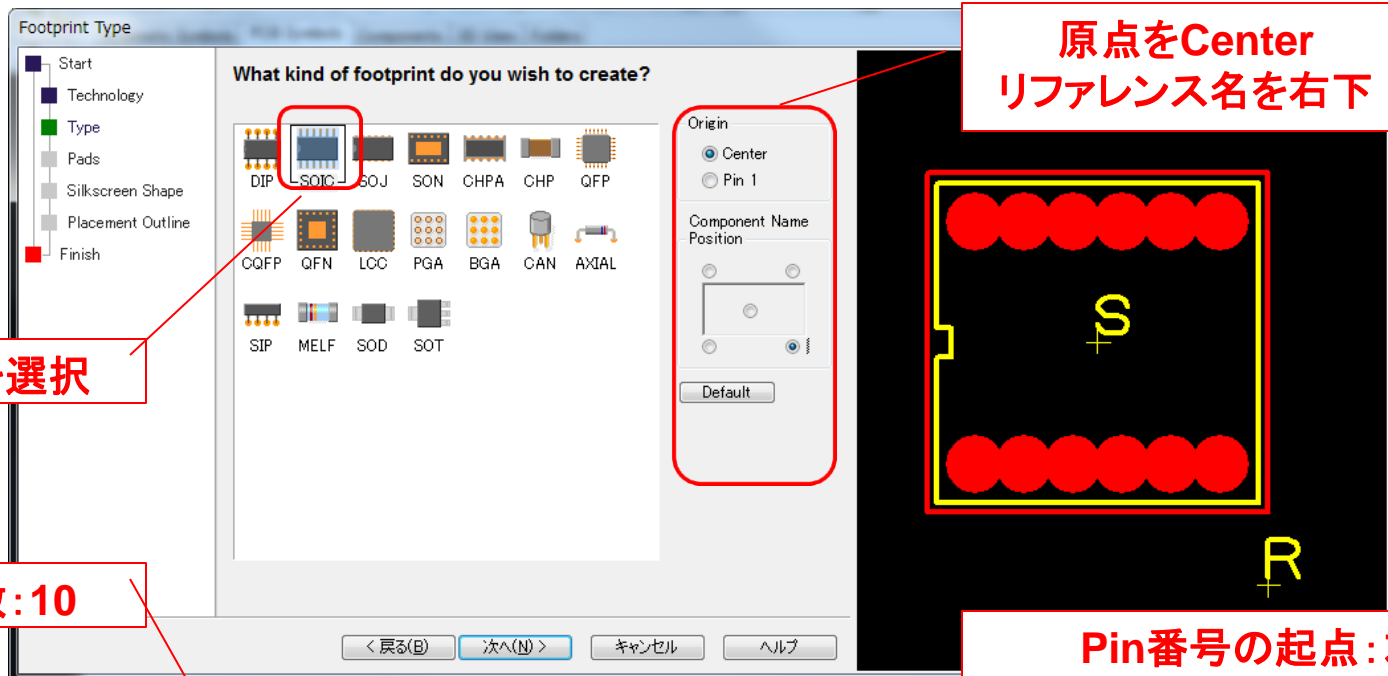 Footprint Type
原点をCenter
リファレンス名を右下
Start
Technology
Type
Pads
Silkscreen Shape
Placement Outline
Finish
What kind of footprint do you wish to create?
DIP SOIC SOJ SON CHPA CHP QFP
CQFP QFN LCC PGA BGA CAN AXIAL
SIP MELF SOD SOT
Origin
Center
Pin 1
Component Name
Position
Default
S
R
選択
:10
< 戻る(B) 次へ(N) > キャンセル ヘルプ
Pin番号の起点: